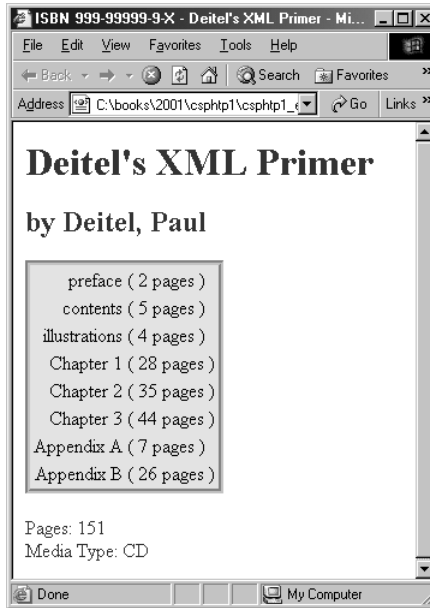 ISBN 999-99999-9-X - Deitel's XML Primer - Mi...
File Edit View Favorites Tools Help
Back Search Favorites »
Address C:\books\2001\csphtp1\csphtp1_ Go Links »
Deitel's XML Primer
by Deitel, Paul
preface ( 2 pages )
contents ( 5 pages )
illustrations ( 4 pages )
Chapter 1 ( 28 pages )
Chapter 2 ( 35 pages )
Chapter 3 ( 44 pages )
Appendix A ( 7 pages )
Appendix B ( 26 pages )
Pages: 151
Media Type: CD
Done My Computer